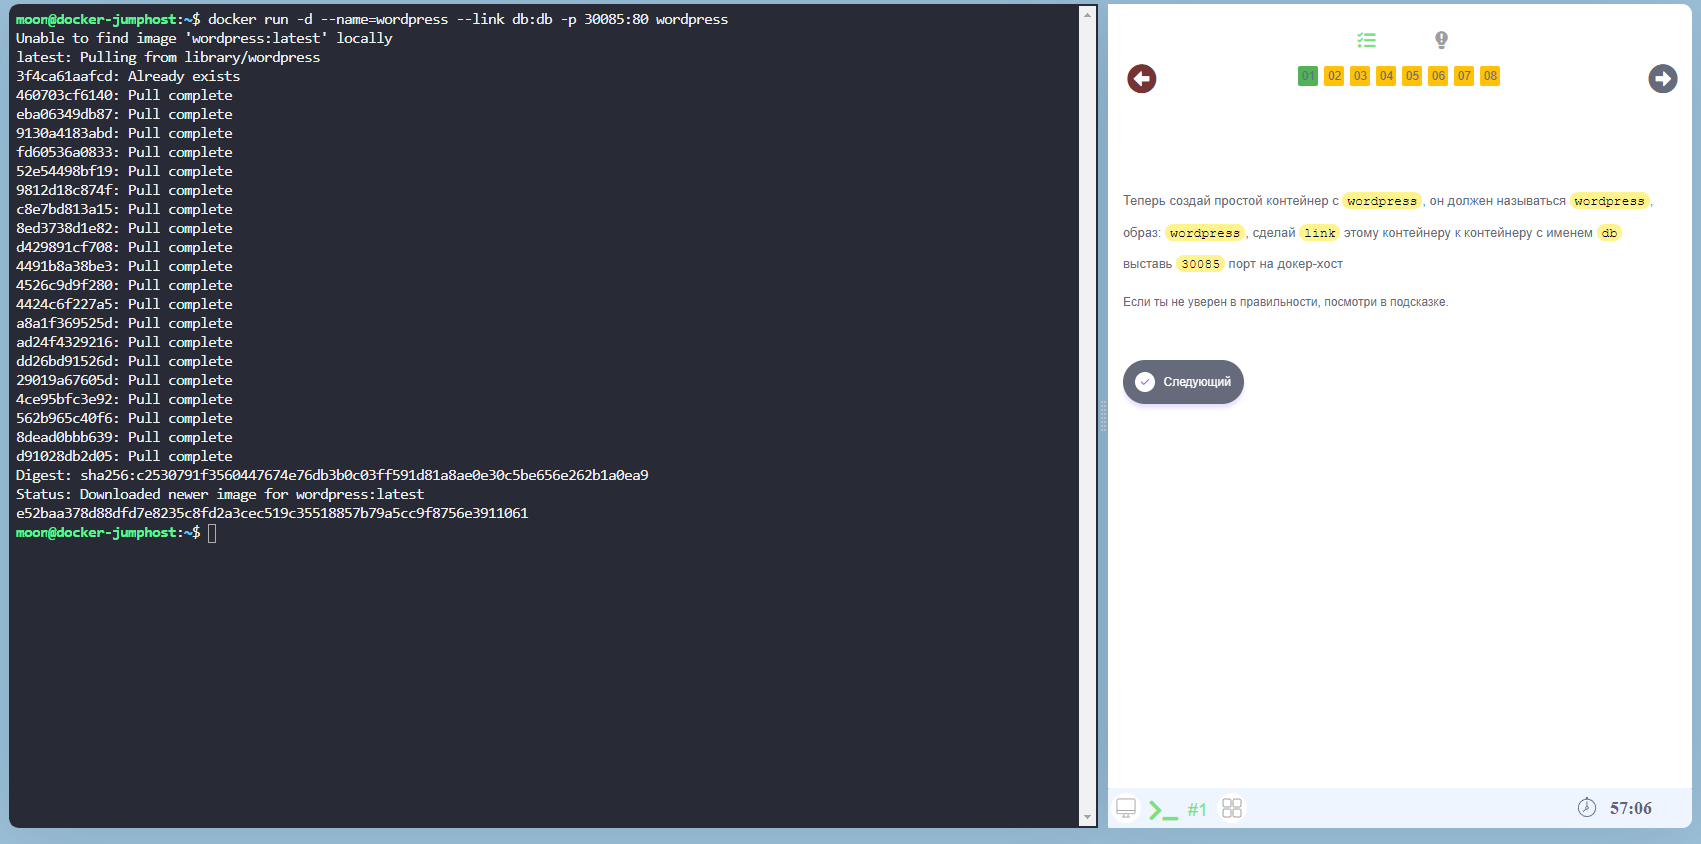 moon@docker-jumphost:~$ docker run -d --name=wordpress --link db:db -p 30085:80 wordpress
Unable to find image 'wordpress:latest' locally
latest: Pulling from library/wordpress
3f4ca61aafcd: Already exists
460703cf6140: Pull complete
eba06349db87: Pull complete
9130a4183abd: Pull complete
fd60536a0833: Pull complete
52e54498bf19: Pull complete
9812d18c874f: Pull complete
c8e7bd813a15: Pull complete
8ed3738d1e82: Pull complete
d429891cf708: Pull complete
4491b8a38be3: Pull complete
4526c9d9f280: Pull complete
4424c6f227a5: Pull complete
a8a1f369525d: Pull complete
ad24f4329216: Pull complete
dd26bd91526d: Pull complete
29019a67605d: Pull complete
4ce95bfc3e92: Pull complete
562b965c40f6: Pull complete
8dead0bbb639: Pull complete
d91028db2d05: Pull complete
Digest: sha256:c2530791f3560447674e76db3b0c03ff591d81a8ae0e30c5be656e262b1a0ea9
Status: Downloaded newer image for wordpress:latest
e52baa378d88dfd7e8235c8fd2a3cec519c35518857b79a5cc9f8756e3911061
moon@docker-jumphost:~$
01 02 03 04 05 06 07 08
Теперь создай простой контейнер с wordpress, он должен называться wordpress,
образ: wordpress, сделай link этому контейнеру к контейнеру с именем db
выставь 30085 порт на докер-хост
Если ты не уверен в правильности, посмотри в подсказке.
Следующий
#1
57:06